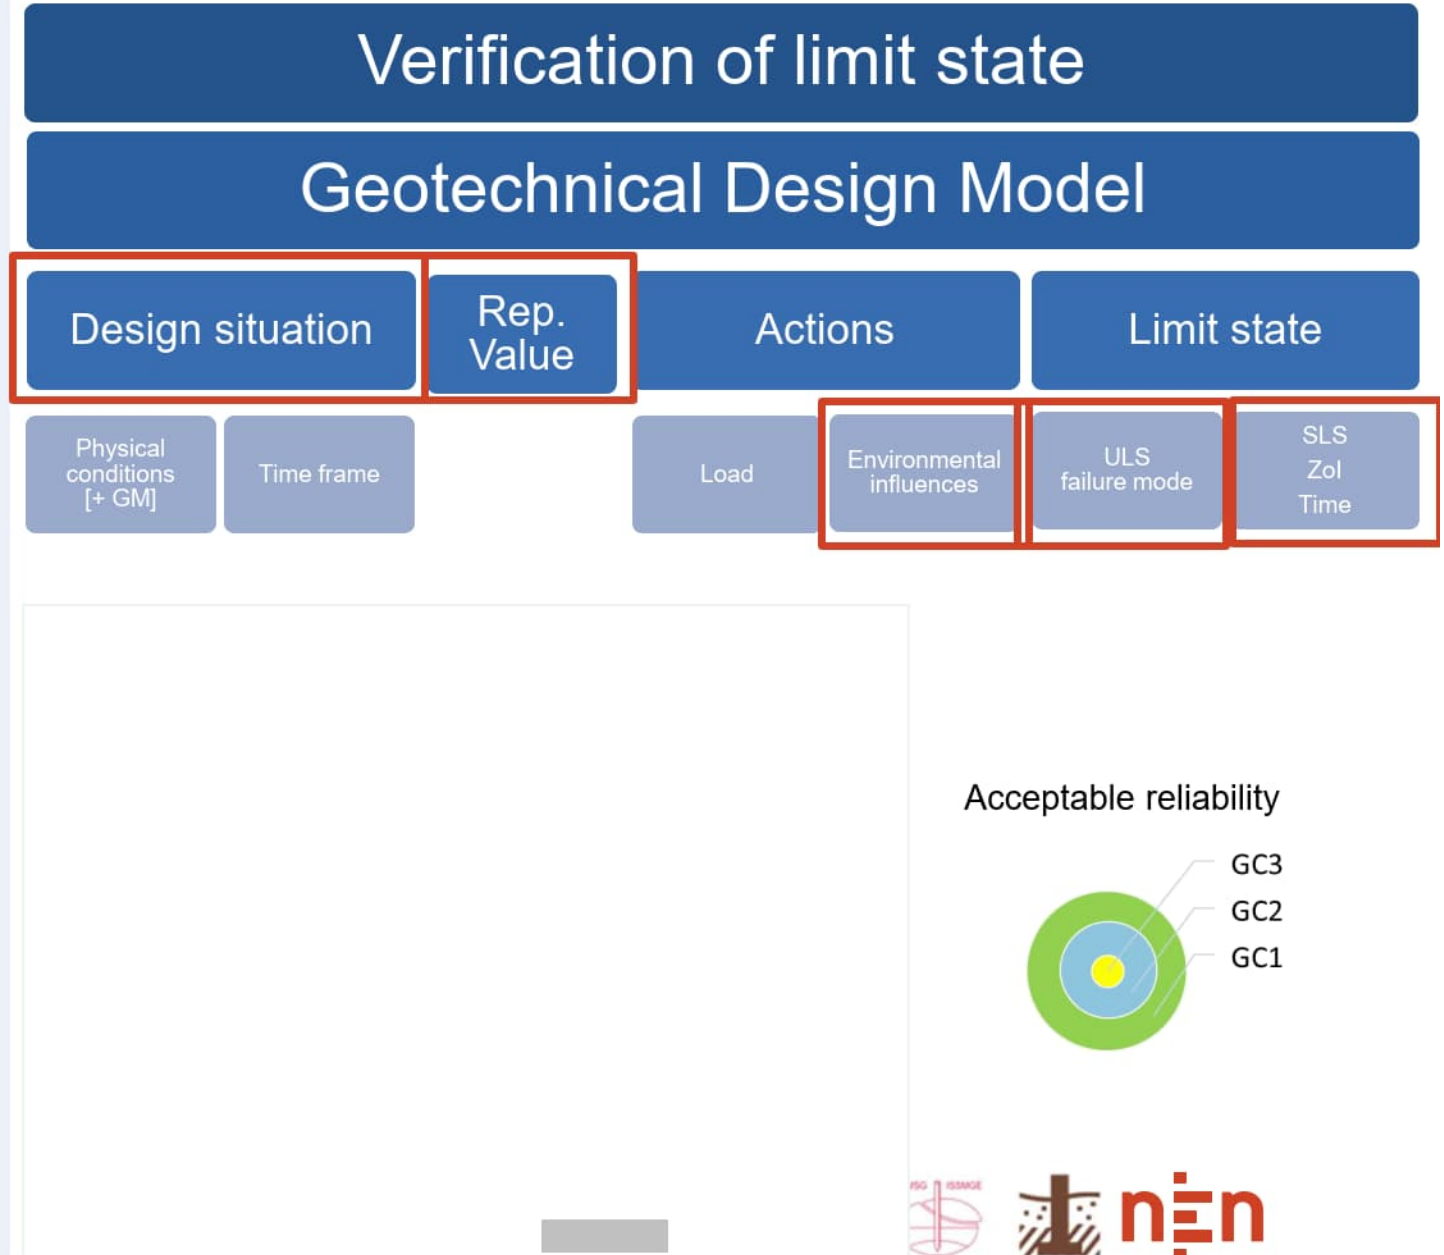 Verification of limit state
Geotechnical Design Model
Design situation
Rep.
Value
Actions
Limit state
Physical
conditions
[+ GM]
Time frame
Load
Environmental
influences
ULS
failure mode
SLS
ZoI
Time
Acceptable reliability
GC3
GC2
GC1
ISSMGE
nen